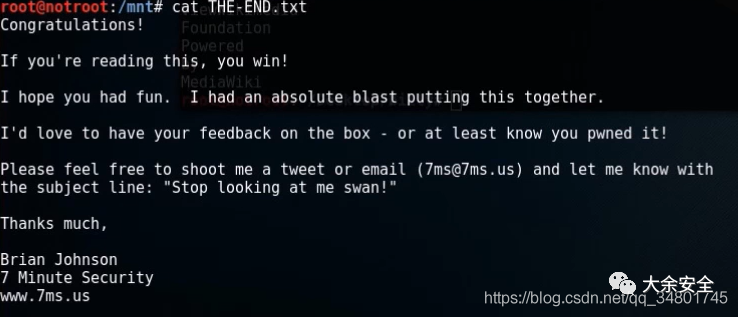 root@notroot:/mnt# cat THE-END.txt
Congratulations!
Foundation
Powered
If you're reading this, you win!
MediaWiki
I hope you had fun.  I had an absolute blast putting this together.
I'd love to have your feedback on the box - or at least know you pwned it!
Please feel free to shoot me a tweet or email (7ms@7ms.us) and let me know with
the subject line: "Stop looking at me swan!"
Thanks much,
Brian Johnson
7 Minute Security
www.7ms.us
大余安全
https://blog.csdn.net/qq_34801745